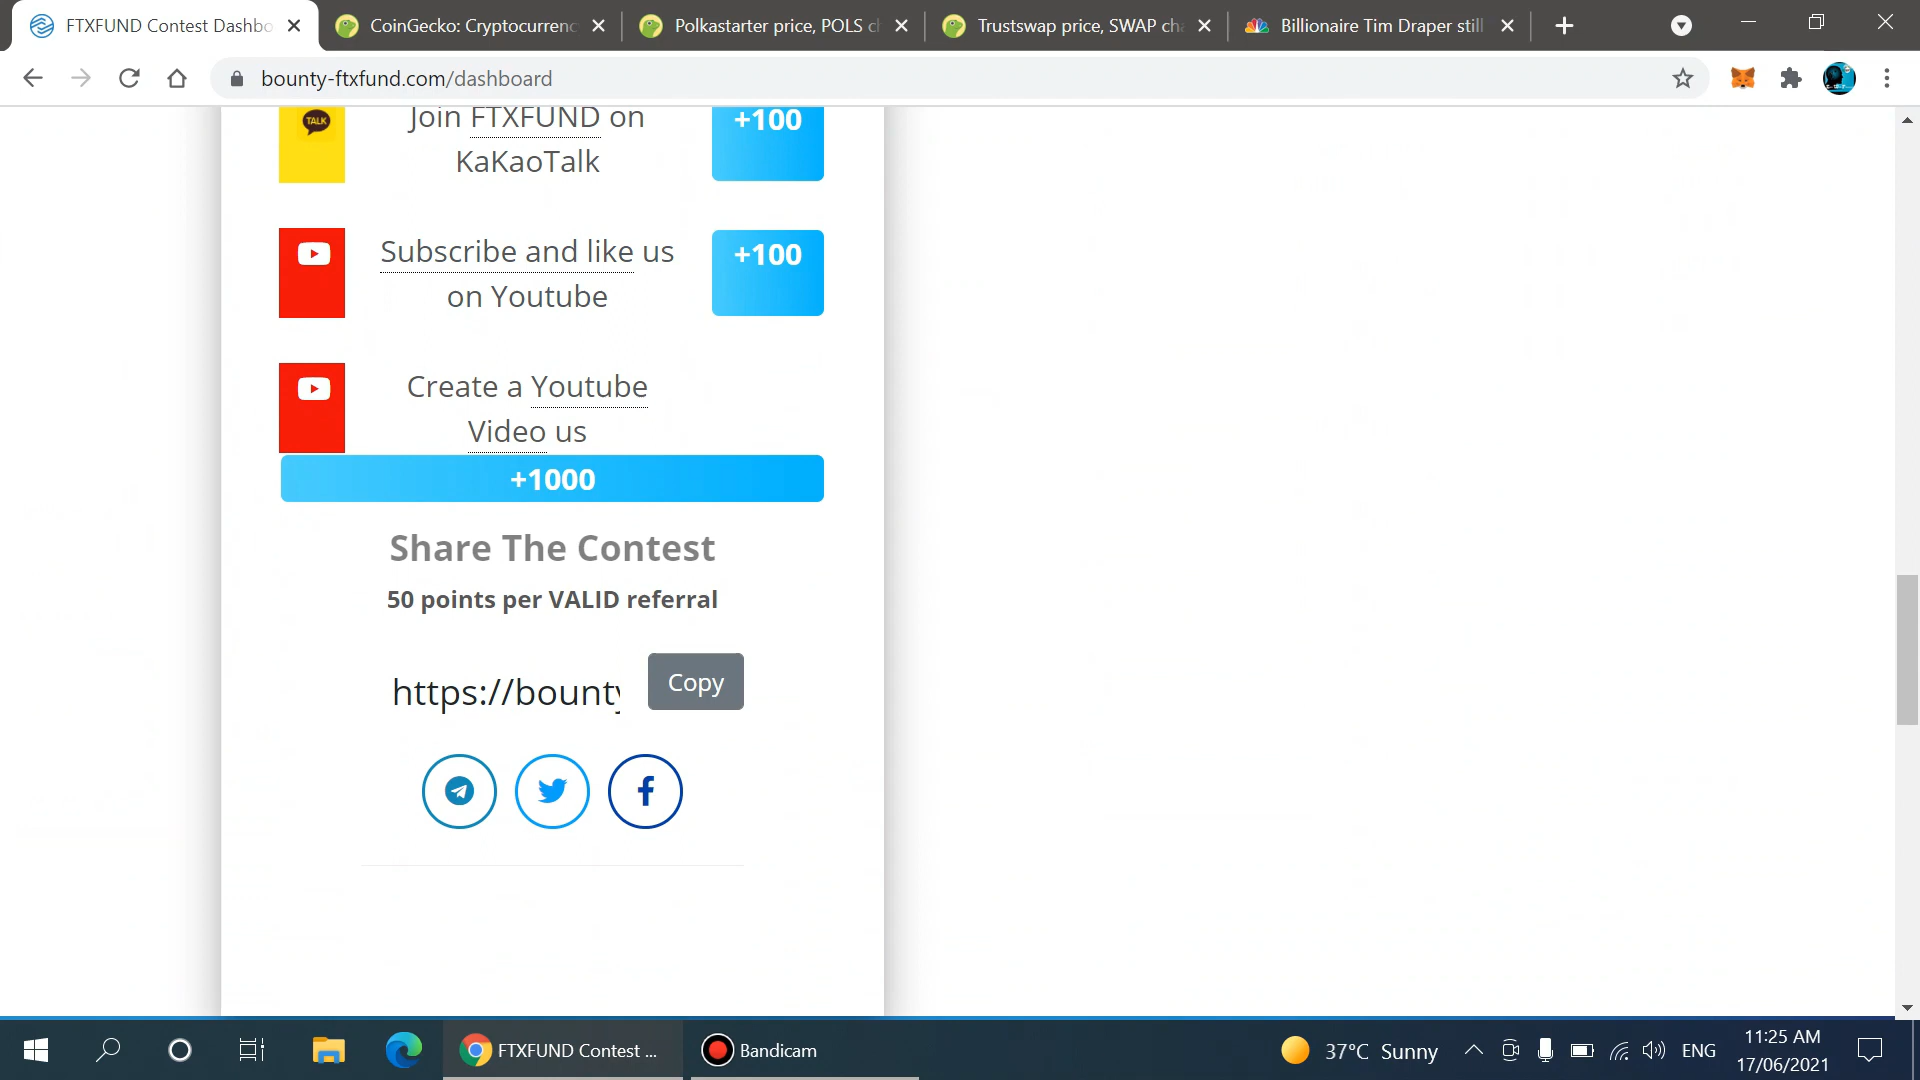 FTXFUND Contest Dashbo
CoinGecko: Cryptocurrenc
Polkastarter price, POLS c
Trustswap price, SWAP cha
Billionaire Tim Draper still
bounty-ftxfund.com/dashboard
TALK
Join FTXFUND on
KaKaoTalk
+100
Subscribe and like us
on Youtube
+100
Create a Youtube
Video us
+1000
Share The Contest
50 points per VALID referral
https://bounty
Copy
FTXFUND Contest ...
Bandicam
37°C Sunny
ENG
11:25 AM
17/06/2021